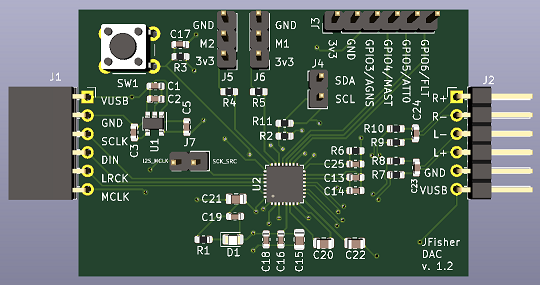 C17
R3
SW1
GND
M2
3v3
J5
R4
GND
M1
3v3
J6
R5
J3
3v3
GND
GPIO3/AGNS
GPIO4/MAST
GPIO5/ATT0
GPIO6/FLT
J4
SDA
SCL
J1
VUSB
GND
SCLK
DIN
LRCK
MCLK
C1
C2
C3
U1
C5
J7
I2S_MCLK
SCK_SRC
R11
R2
U2
R6
C25
C13
C14
R10
R9
R8
R7
C24
C23
J2
R+
R-
L-
L+
GND
VUSB
C21
C19
R1
D1
C18
C16
C15
C20
C22
JFisher
DAC
v. 1.2